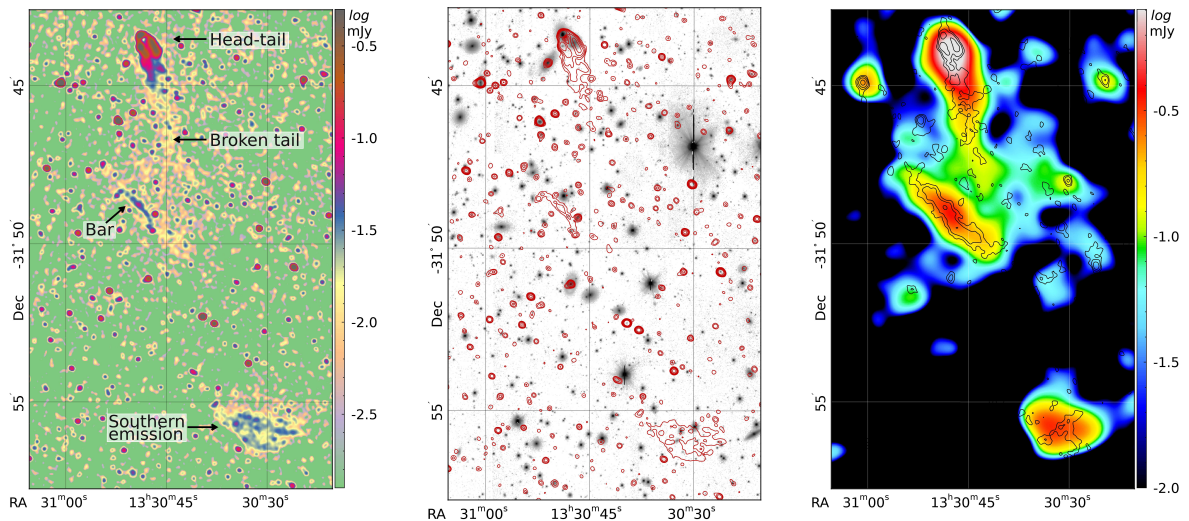 log
mJy
Head-tail
-0.5
45′
-1.0
Broken tail
Bar
-1.5
-31° 50′
Dec
-2.0
55′
Southern
emission
-2.5
RA
31ᵐ00ˢ
13ʰ30ᵐ45ˢ
30ᵐ30ˢ
45′
-31° 50′
Dec
55′
RA
31ᵐ00ˢ
13ʰ30ᵐ45ˢ
30ᵐ30ˢ
log
mJy
45′
-0.5
-31° 50′
-1.0
Dec
-1.5
55′
-2.0
RA
31ᵐ00ˢ
13ʰ30ᵐ45ˢ
30ᵐ30ˢ